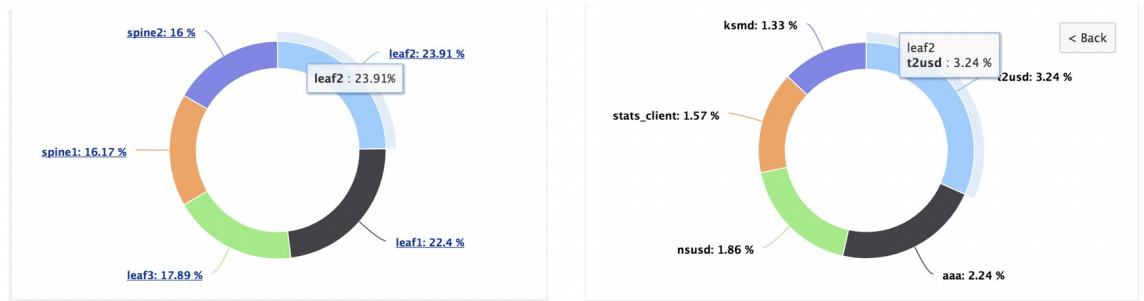 spine2: 16 %
leaf2: 23.91 %
leaf2 : 23.91%
spine1: 16.17 %
leaf1: 22.4 %
leaf3: 17.89 %
ksmd: 1.33 %
< Back
leaf2
t2usd : 3.24 %
t2usd: 3.24 %
stats_client: 1.57 %
nsusd: 1.86 %
aaa: 2.24 %